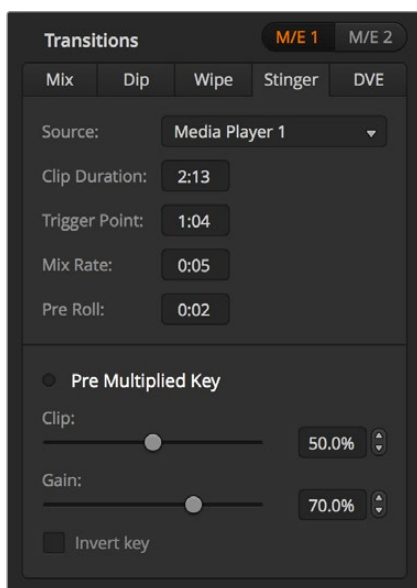 Transitions M/E 1 M/E 2
Mix Dip Wipe Stinger DVE
Source: Media Player 1
Clip Duration: 2:13
Trigger Point: 1:04
Mix Rate: 0:05
Pre Roll: 0:02
Pre Multiplied Key
Clip:
50.0%
Gain:
70.0%
Invert key